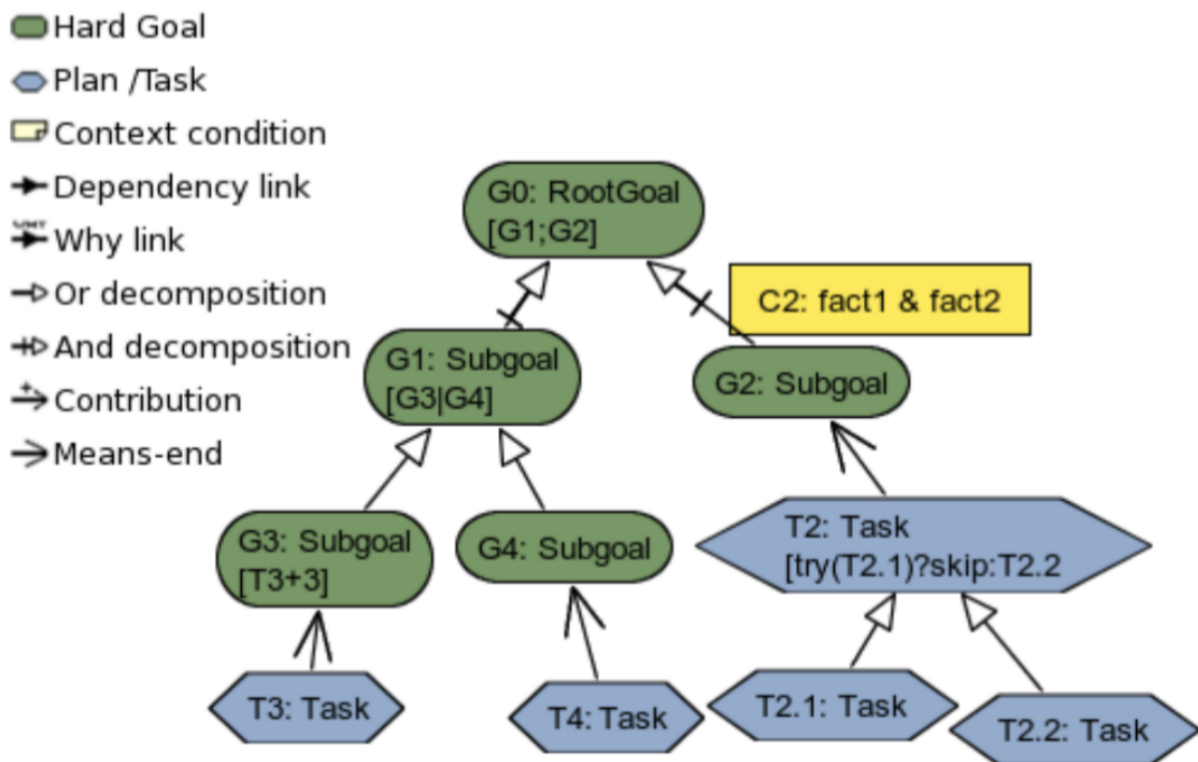 Hard Goal
Plan /Task
Context condition
Dependency link
Why link
Or decomposition
And decomposition
Contribution
Means-end
G0: RootGoal
[G1;G2]
C2: fact1 & fact2
G1: Subgoal
[G3|G4]
G2: Subgoal
G3: Subgoal
[T3+3]
G4: Subgoal
T2: Task
[try(T2.1)?skip:T2.2
T3: Task
T4: Task
T2.1: Task
T2.2: Task